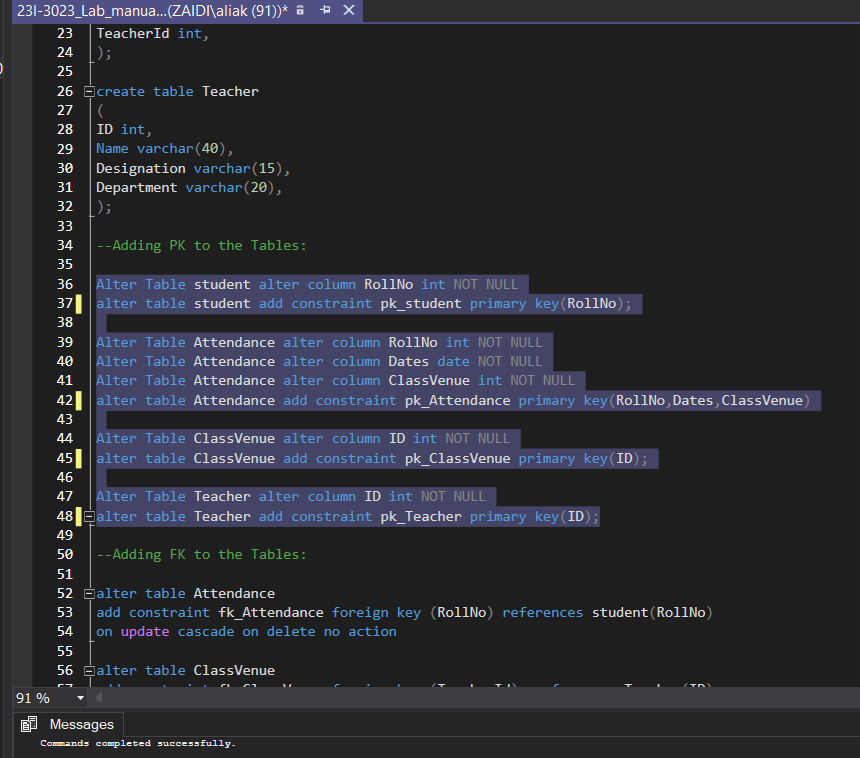 23I-3023_Lab_manua...(ZAIDI\aliak (91))*
23 TeacherId int,
24 );
25
26 create table Teacher
27 (
28 ID int,
29 Name varchar(40),
30 Designation varchar(15),
31 Department varchar(20),
32 );
33
34 --Adding PK to the Tables:
35
36 Alter Table student alter column RollNo int NOT NULL
37 alter table student add constraint pk_student primary key(RollNo);
38
39 Alter Table Attendance alter column RollNo int NOT NULL
40 Alter Table Attendance alter column Dates date NOT NULL
41 Alter Table Attendance alter column ClassVenue int NOT NULL
42 alter table Attendance add constraint pk_Attendance primary key(RollNo,Dates,ClassVenue)
43
44 Alter Table ClassVenue alter column ID int NOT NULL
45 alter table ClassVenue add constraint pk_ClassVenue primary key(ID);
46
47 Alter Table Teacher alter column ID int NOT NULL
48 alter table Teacher add constraint pk_Teacher primary key(ID);
49
50 --Adding FK to the Tables:
51
52 alter table Attendance
53 add constraint fk_Attendance foreign key (RollNo) references student(RollNo)
54 on update cascade on delete no action
55
56 alter table ClassVenue
91 %
Messages
Commands completed successfully.